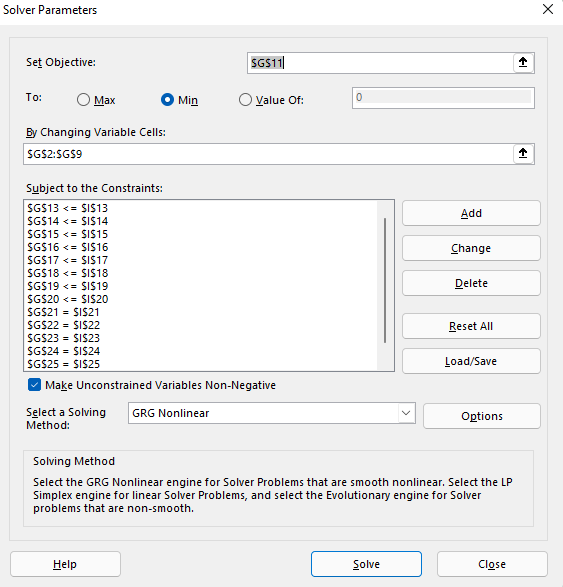 Solver Parameters
Set Objective:
$G$11
To:
Max
Min
Value Of:
0
By Changing Variable Cells:
$G$2:$G$9
Subject to the Constraints:
$G$13 <= $I$13
$G$14 <= $I$14
$G$15 <= $I$15
$G$16 <= $I$16
$G$17 <= $I$17
$G$18 <= $I$18
$G$19 <= $I$19
$G$20 <= $I$20
$G$21 = $I$21
$G$22 = $I$22
$G$23 = $I$23
$G$24 = $I$24
$G$25 = $I$25
Add
Change
Delete
Reset All
Load/Save
Make Unconstrained Variables Non-Negative
Select a Solving
Method:
GRG Nonlinear
Options
Solving Method
Select the GRG Nonlinear engine for Solver Problems that are smooth nonlinear. Select the LP
Simplex engine for linear Solver Problems, and select the Evolutionary engine for Solver
problems that are non-smooth.
Help
Solve
Close